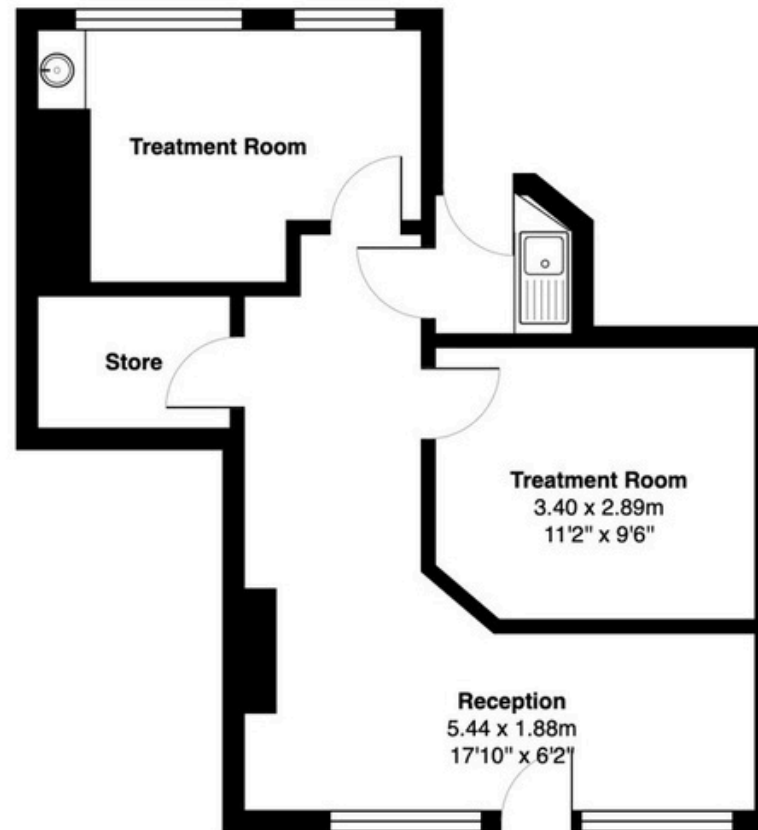 Treatment Room
Store
Treatment Room
3.40 x 2.89m
11'2" x 9'6"
Reception
5.44 x 1.88m
17'10" x 6'2"